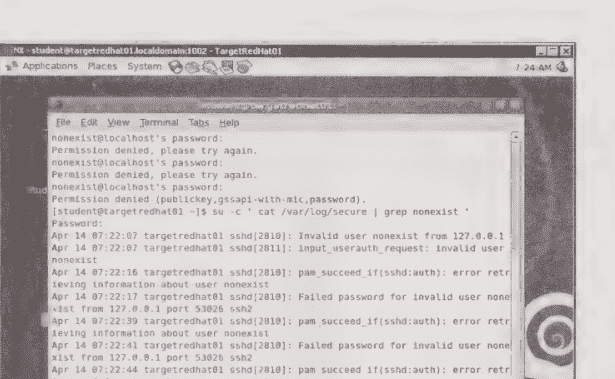 NX - student@targetredhat01.localdomain:1002 - TargetRedHat01
Applications Places System 7:24 AM
File Edit View Terminal Tabs Help
nonexist@localhost's password:
Permission denied, please try again.
nonexist@localhost's password:
Permission denied, please try again.
nonexist@localhost's password:
Permission denied (publickey,gssapi-with-mic,password).
[student@targetredhat01 ~]$ su -c ' cat /var/log/secure | grep nonexist '
Password:
Apr 14 07:22:07 targetredhat01 sshd[2810]: Invalid user nonexist from 127.0.0.1
Apr 14 07:22:07 targetredhat01 sshd[2811]: input_userauth_request: invalid user
nonexist
Apr 14 07:22:16 targetredhat01 sshd[2810]: pam_succeed_if(sshd:auth): error retr
ieving information about user nonexist
Apr 14 07:22:17 targetredhat01 sshd[2810]: Failed password for invalid user none
xist from 127.0.0.1 port 53026 ssh2
Apr 14 07:22:39 targetredhat01 sshd[2810]: pam_succeed_if(sshd:auth): error retr
ieving information about user nonexist
Apr 14 07:22:41 targetredhat01 sshd[2810]: Failed password for invalid user none
xist from 127.0.0.1 port 53026 ssh2
Apr 14 07:22:44 targetredhat01 sshd[2810]: pam_succeed_if(sshd:auth): error retr